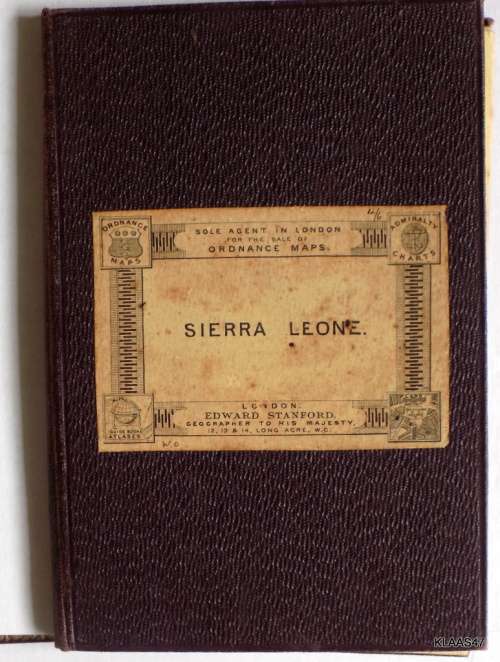 4/6
ORDNANCE
MAPS
SOLE AGENT IN LONDON
FOR THE SALE OF
ORDNANCE MAPS.
ADMIRALTY
CHARTS
SIERRA LEONE.
GUIDE BOOKS
ATLASES
LONDON.
EDWARD STANFORD.
GEOGRAPHER TO HIS MAJESTY,
12, 13 & 14, LONG ACRE, W.C.
W.O
KLAAS47